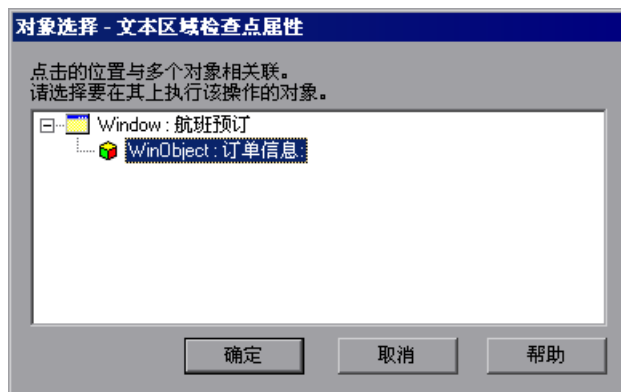 对象选择 - 文本区域检查点属性
点击的位置与多个对象相关联。
请选择要在其上执行该操作的对象。
Window : 航班预订
WinObject : 订单信息:
确定 取消 帮助